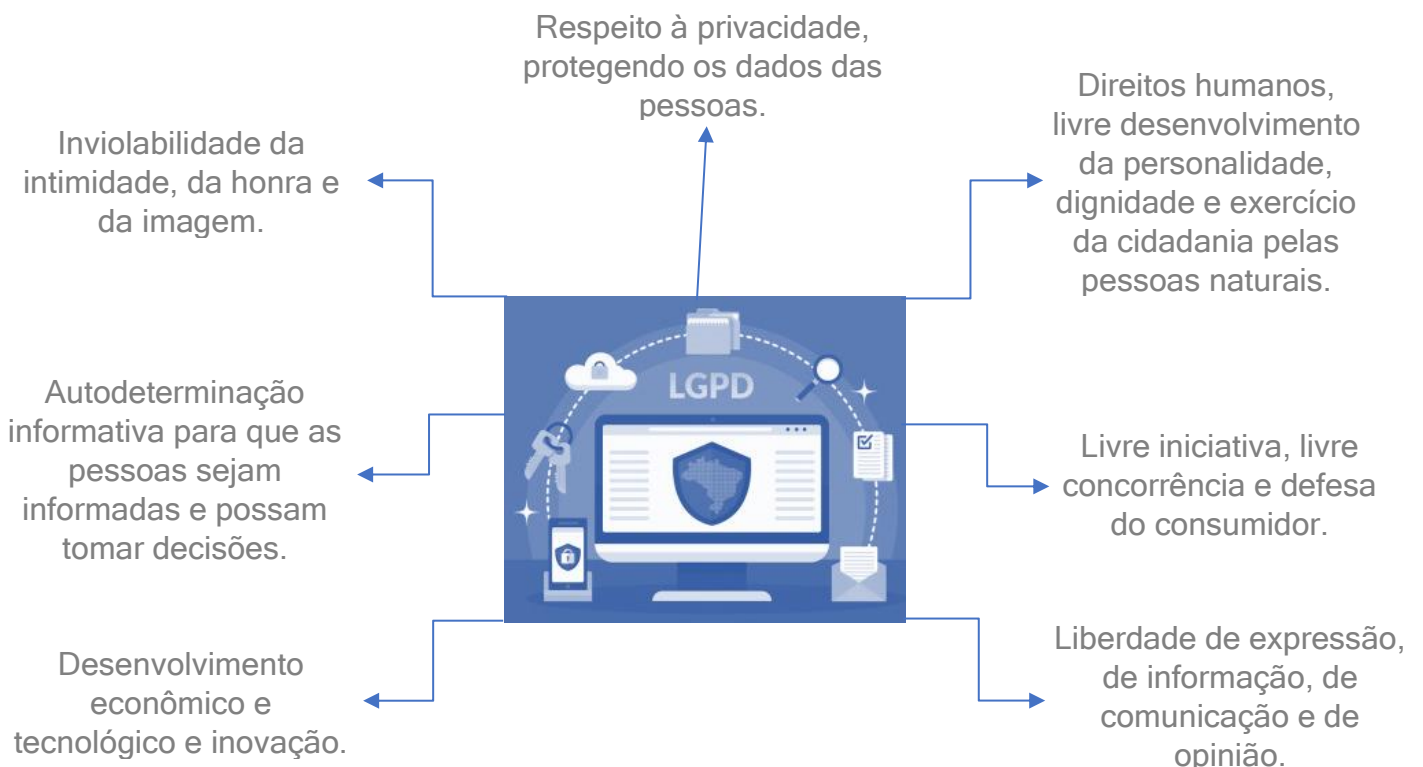 Respeito à privacidade,
protegendo os dados das
pessoas.
Inviolabilidade da
intimidade, da honra e
da imagem.
Direitos humanos,
livre desenvolvimento
da personalidade,
dignidade e exercício
da cidadania pelas
pessoas naturais.
LGPD
Autodeterminação
informativa para que as
pessoas sejam
informadas e possam
tomar decisões.
Livre iniciativa, livre
concorrência e defesa
do consumidor.
Desenvolvimento
econômico e
tecnológico e inovação.
Liberdade de expressão,
de informação, de
comunicação e de
opinião.